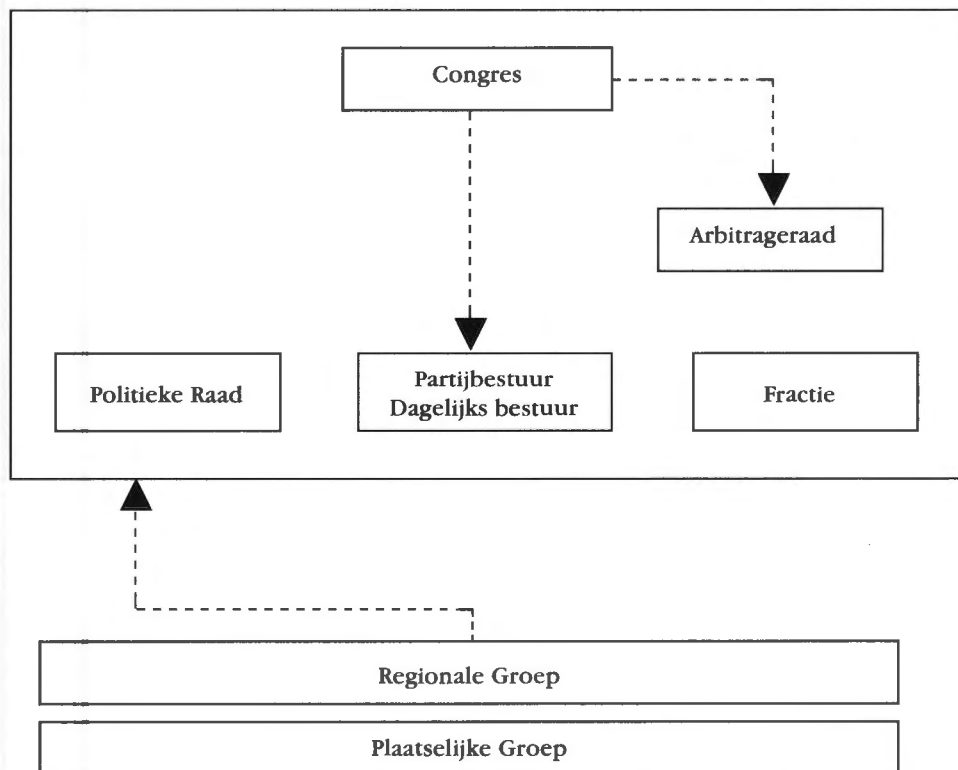 Congres
Arbitrageraad
Politieke Raad
Partijbestuur
Dagelijks bestuur
Fractie
Regionale Groep
Plaatselijke Groep